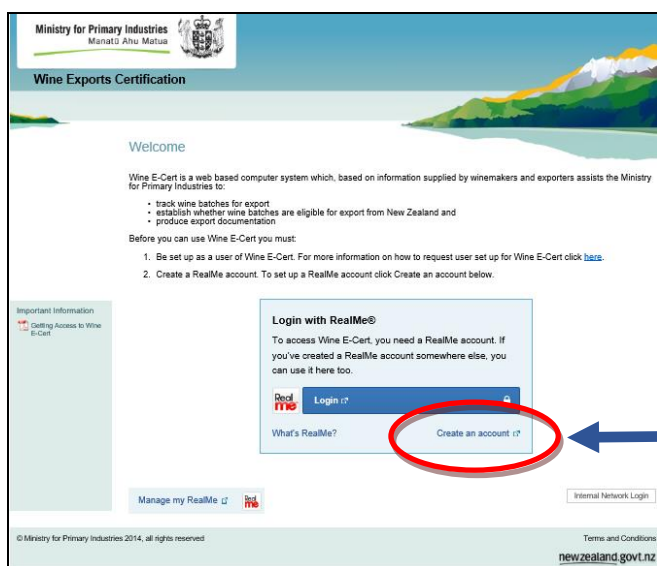 Ministry for Primary Industries
Manatū Ahu Matua
Wine Exports Certification
Welcome
Wine E-Cert is a web based computer system which, based on information supplied by winemakers and exporters assists the Ministry
for Primary Industries to:
• track wine batches for export
• establish whether wine batches are eligible for export from New Zealand and
• produce export documentation
Before you can use Wine E-Cert you must:
1. Be set up as a user of Wine E-Cert. For more information on how to request user set up for Wine E-Cert click here.
2. Create a RealMe account. To set up a RealMe account click Create an account below.
Important Information
Getting Access to Wine
E-Cert
Login with RealMe®
To access Wine E-Cert, you need a RealMe account. If
you've created a RealMe account somewhere else, you
can use it here too.
Real
me
Login
What's RealMe?
Create an account
Manage my RealMe
Real
me
Internal Network Login
© Ministry for Primary Industries 2014, all rights reserved
Terms and Conditions
newzealand.govt.nz